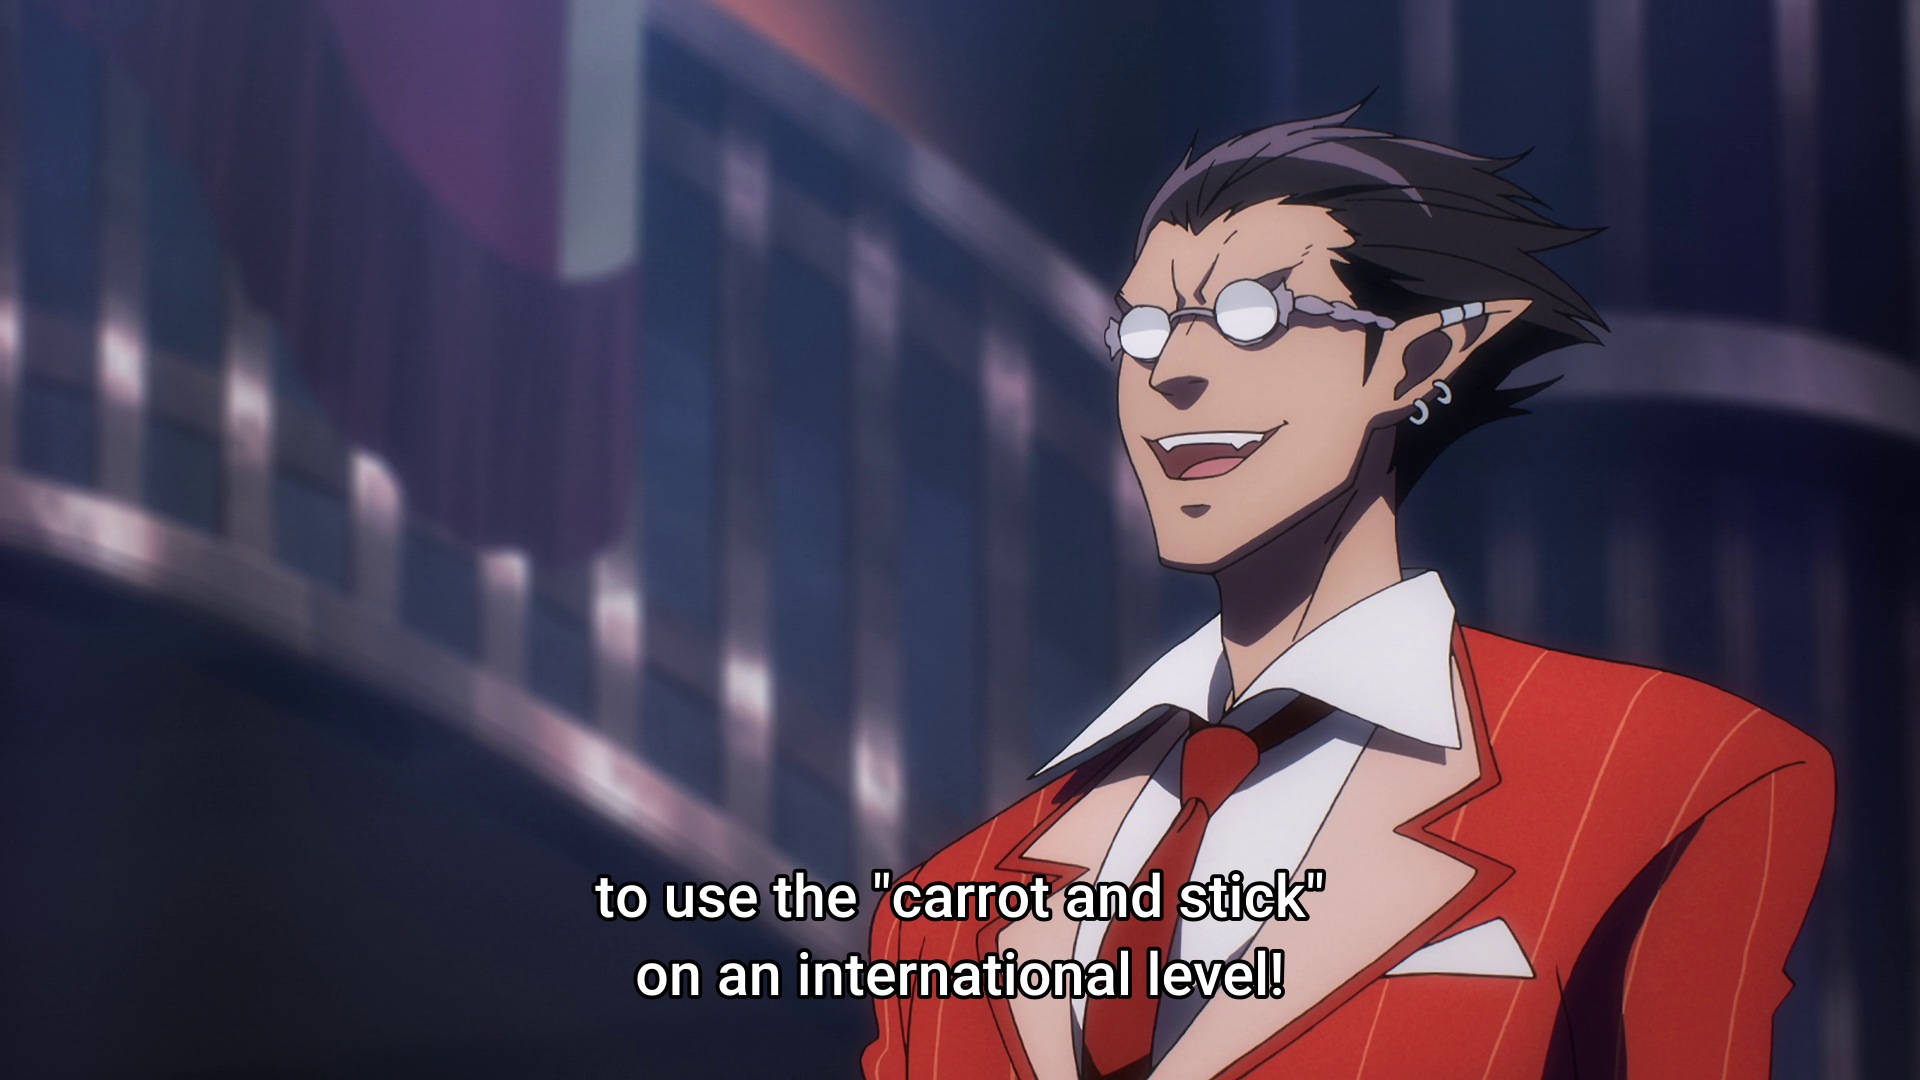 to use the "carrot and stick"
on an international level!